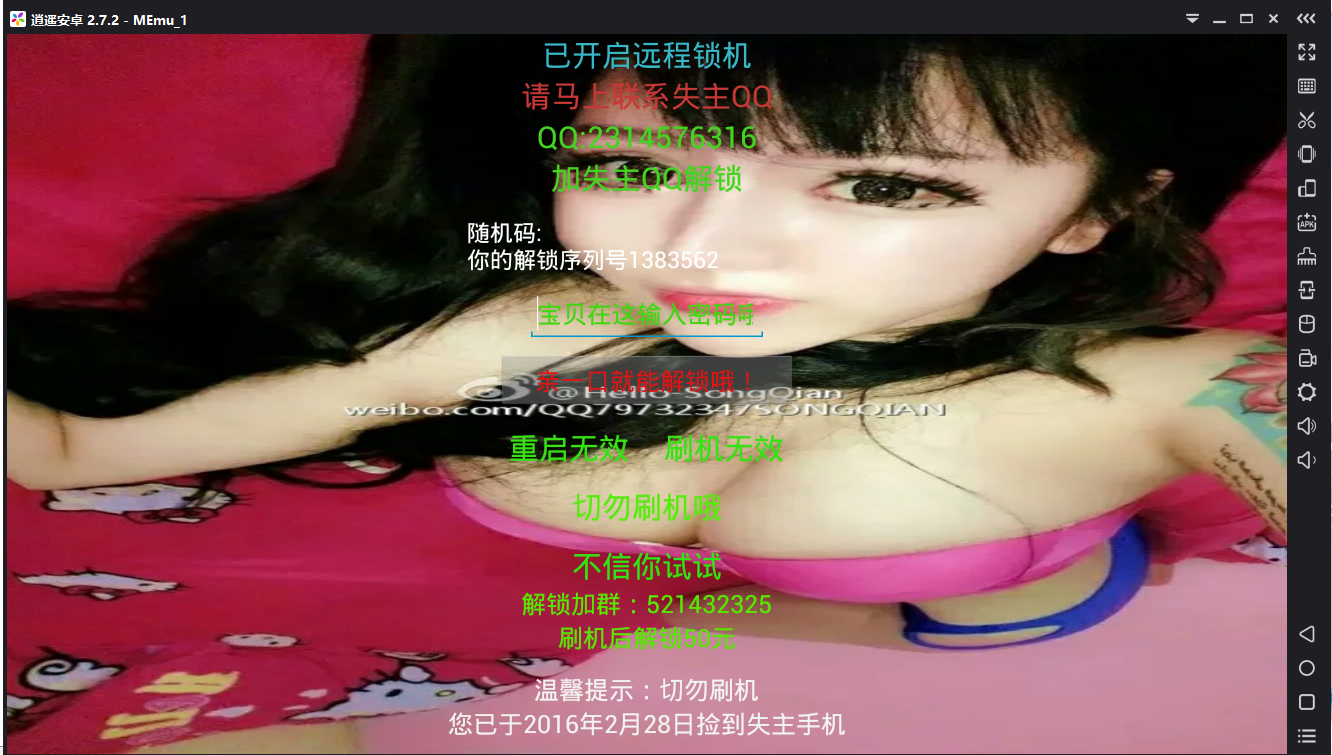 逍遥安卓 2.7.2 - MEmu_1
已开启远程锁机
请马上联系失主QQ
QQ:2314576316
加失主QQ解锁
随机码:
你的解锁序列号1383562
宝贝在这输入密码哦
亲一口就能解锁哦！
@Hello-SongQian
weibo.com/QQ79732347SONGQIAN
重启无效 刷机无效
切勿刷机哦
不信你试试
解锁加群：521432325
刷机后解锁50元
温馨提示：切勿刷机
您已于2016年2月28日捡到失主手机
APK